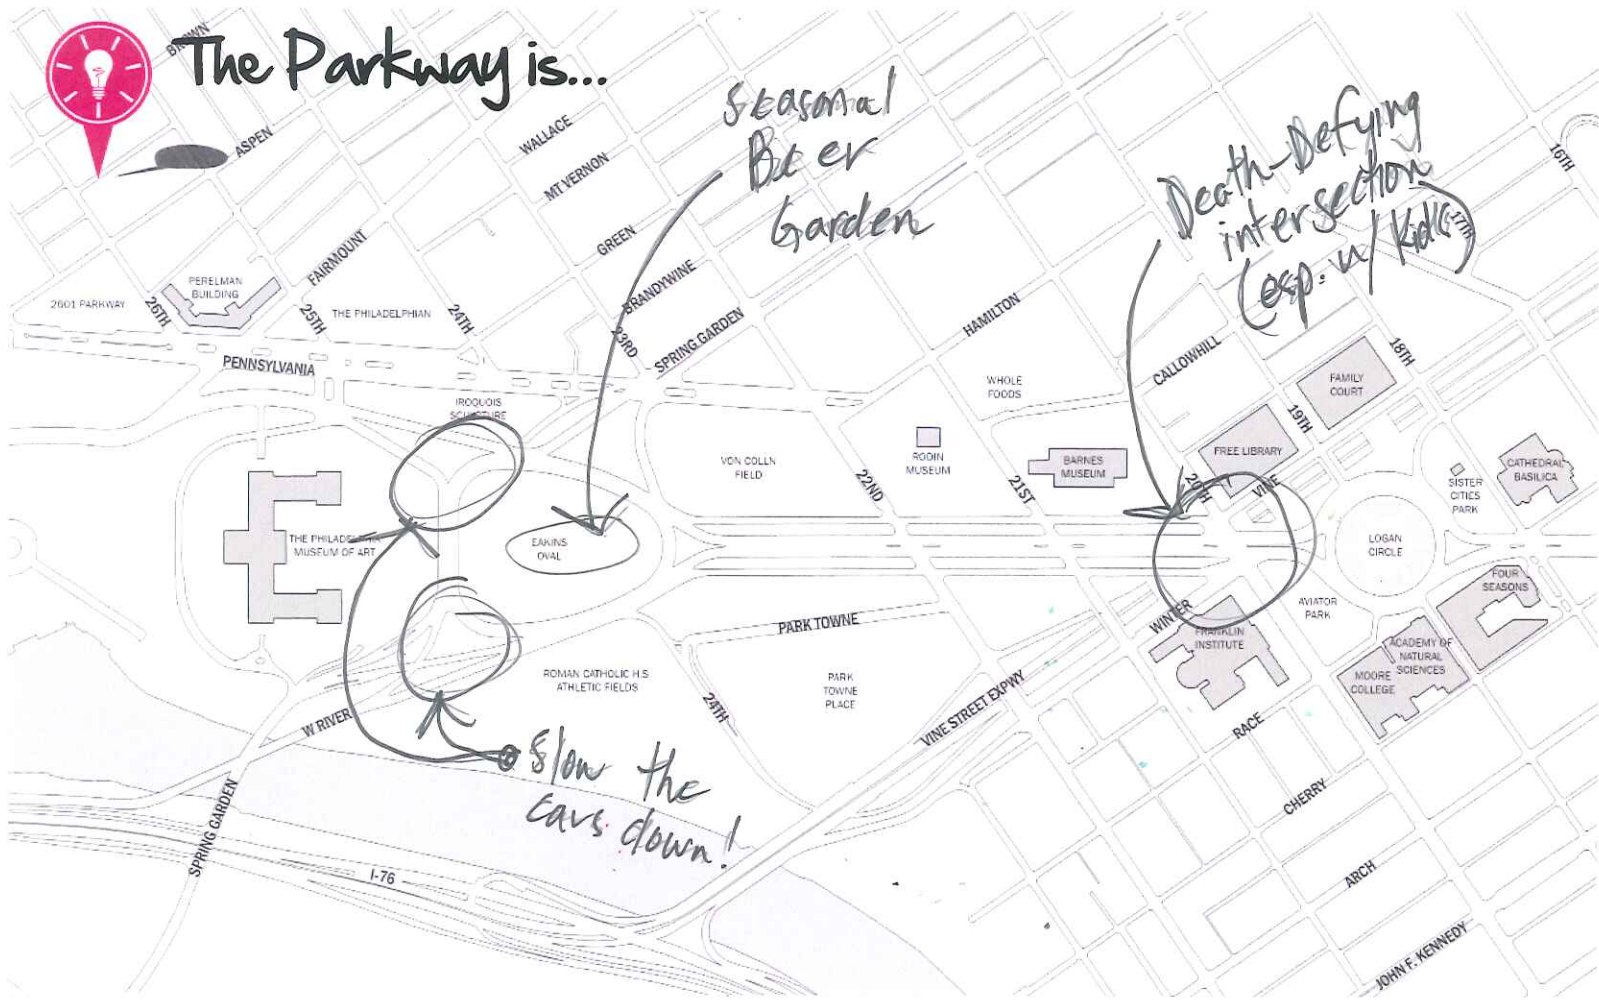 The Parkway is...
BROWN
ASPEN
WALLACE
MT VERNON
GREEN
BRANDYWINE
SPRING GARDEN
FAIRMOUNT
Seasonal
Beer
Garden
Death-Defying
intersection
(esp. w/ Kids)
16TH
17TH
PERELMAN
BUILDING
2601 PARKWAY
26TH
25TH
THE PHILADELPHIAN
24TH
23RD
HAMILTON
CALLOWHILL
18TH
PENNSYLVANIA
IROQUOIS
SCULPTURE
WHOLE
FOODS
FAMILY
COURT
19TH
VON COLLN
FIELD
22ND
RODIN
MUSEUM
21ST
BARNES
MUSEUM
20TH
FREE LIBRARY
VINE
SISTER
CITIES
PARK
CATHEDRAL
BASILICA
THE PHILADELPHIA
MUSEUM OF ART
EAKINS
OVAL
LOGAN
CIRCLE
FOUR
SEASONS
PARK TOWNE
WINTER
AVIATOR
PARK
FRANKLIN
INSTITUTE
ACADEMY OF
NATURAL
SCIENCES
MOORE
COLLEGE
ROMAN CATHOLIC H.S
ATHLETIC FIELDS
24TH
PARK
TOWNE
PLACE
VINE STREET EXPWY
RACE
W RIVER
Slow the
cars down!
SPRING GARDEN
I-76
CHERRY
ARCH
JOHN F. KENNEDY